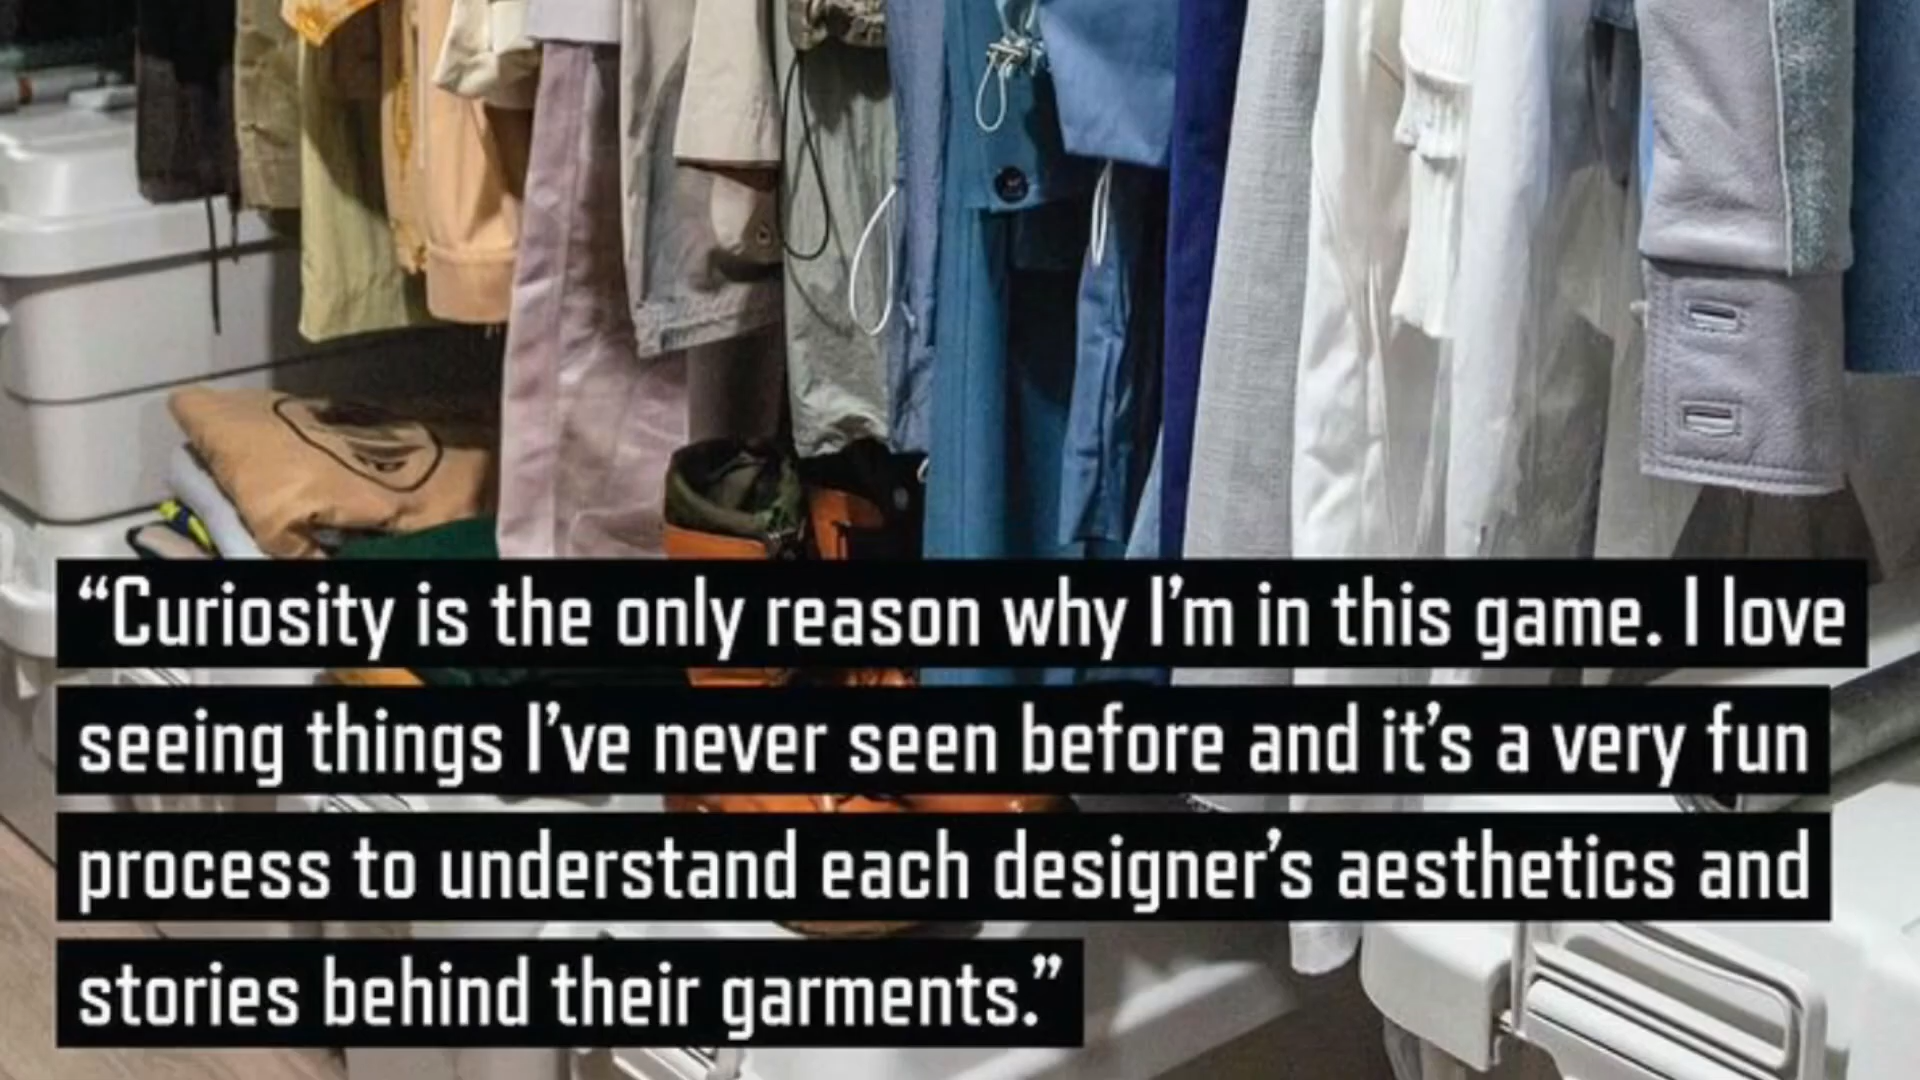 “Curiosity is the only reason why I’m in this game. I love
seeing things I’ve never seen before and it’s a very fun
process to understand each designer’s aesthetics and
stories behind their garments.”